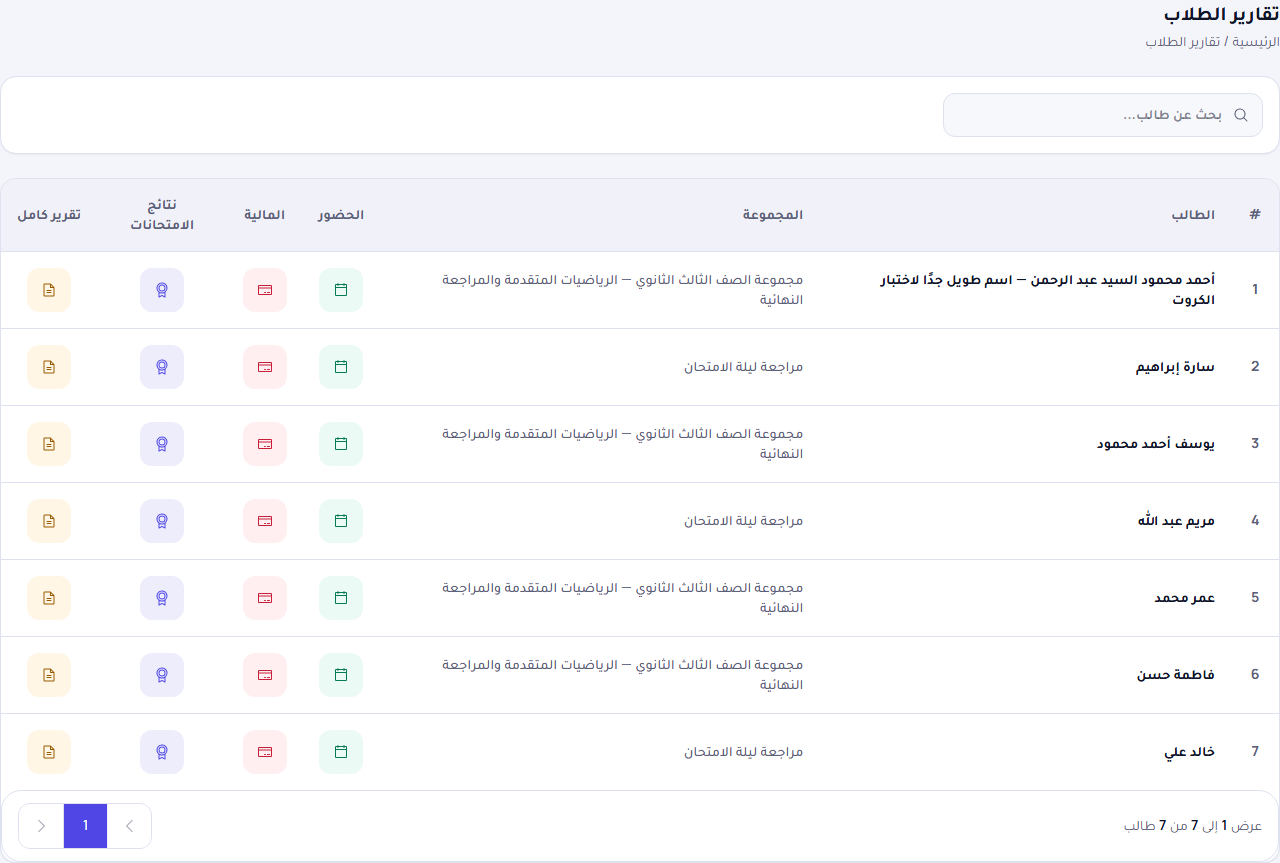 تقارير الطلاب
الرئيسية / تقارير الطلاب
بحث عن طالب...
# الطالب المجموعة الحضور المالية نتائج الامتحانات تقرير كامل
1 أحمد محمود السيد عبد الرحمن – اسم طويل جدًا لاختبار الكروت مجموعة الصف الثالث الثانوي – الرياضيات المتقدمة والمراجعة النهائية
2 سارة إبراهيم مراجعة ليلة الامتحان
3 يوسف أحمد محمود مجموعة الصف الثالث الثانوي – الرياضيات المتقدمة والمراجعة النهائية
4 مريم عبد الله مراجعة ليلة الامتحان
5 عمر محمد مجموعة الصف الثالث الثانوي – الرياضيات المتقدمة والمراجعة النهائية
6 فاطمة حسن مجموعة الصف الثالث الثانوي – الرياضيات المتقدمة والمراجعة النهائية
7 خالد علي مراجعة ليلة الامتحان
عرض 1 إلى 7 من 7 طالب
1